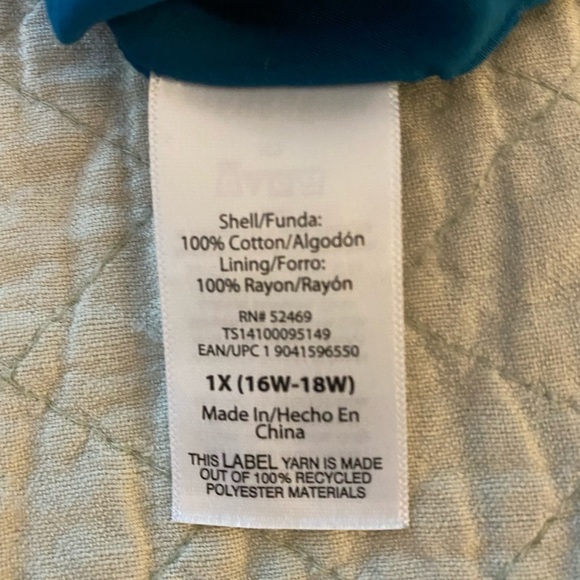 Shell/Funda:
100% Cotton/Algodón
Lining/Forro:
100% Rayon/Rayón
RN# 52469
TS14100095149
EAN/UPC 1 9041596550
1X (16W-18W)
Made In/Hecho En
China
THIS LABEL YARN IS MADE
OUT OF 100% RECYCLED
POLYESTER MATERIALS